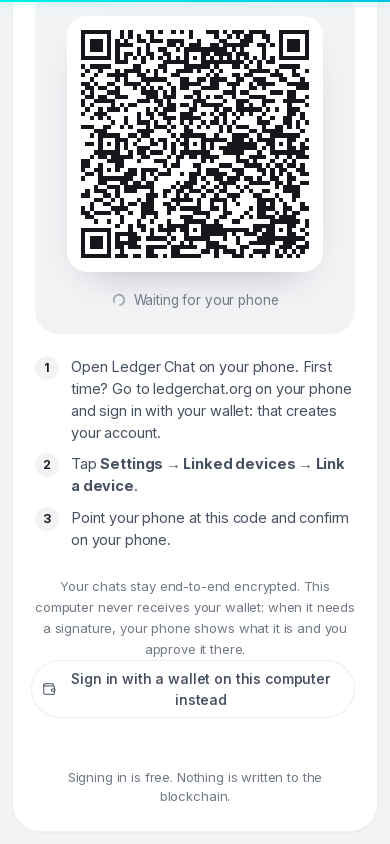 Waiting for your phone
1 Open Ledger Chat on your phone. First
time? Go to ledgerchat.org on your phone
and sign in with your wallet: that creates
your account.
2 Tap Settings → Linked devices → Link
a device.
3 Point your phone at this code and confirm
on your phone.
Your chats stay end-to-end encrypted. This
computer never receives your wallet: when it needs
a signature, your phone shows what it is and you
approve it there.
Sign in with a wallet on this computer
instead
Signing in is free. Nothing is written to the
blockchain.